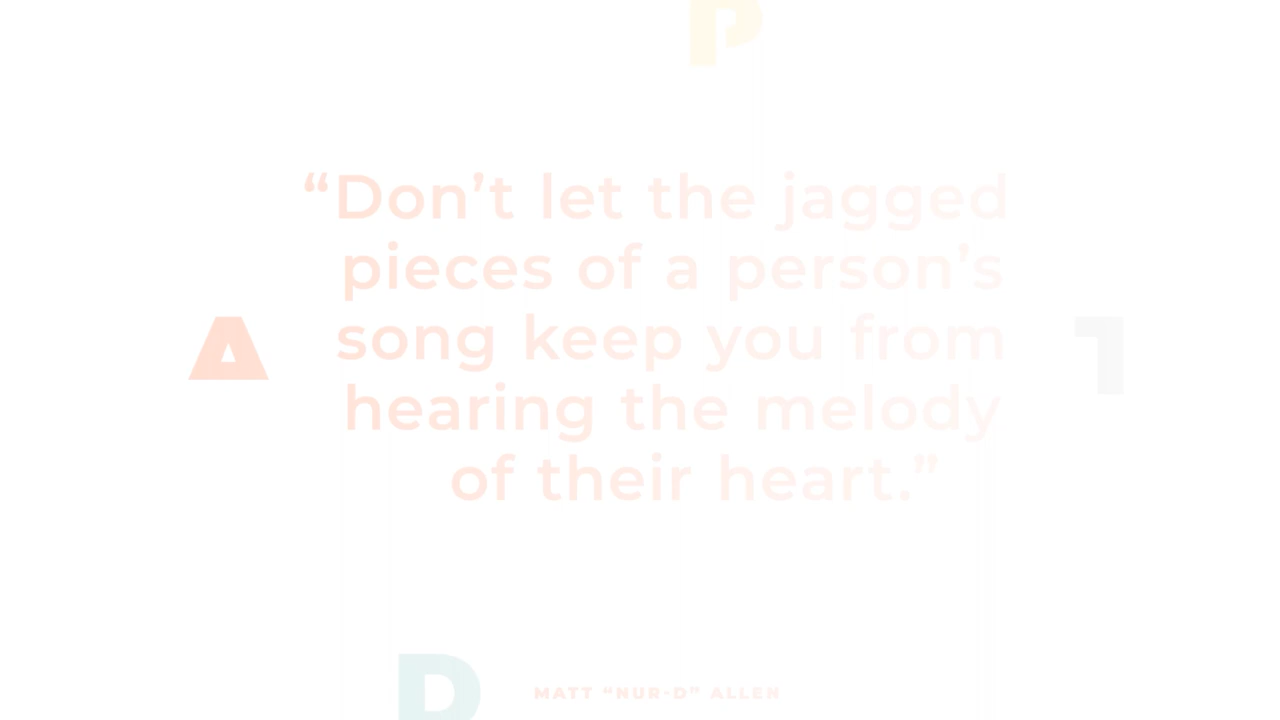 P
“Don’t let the jagged
pieces of a person’s
song keep you from
hearing the melody
of their heart.”
A
1
D
MATT “NUR-D” ALLEN